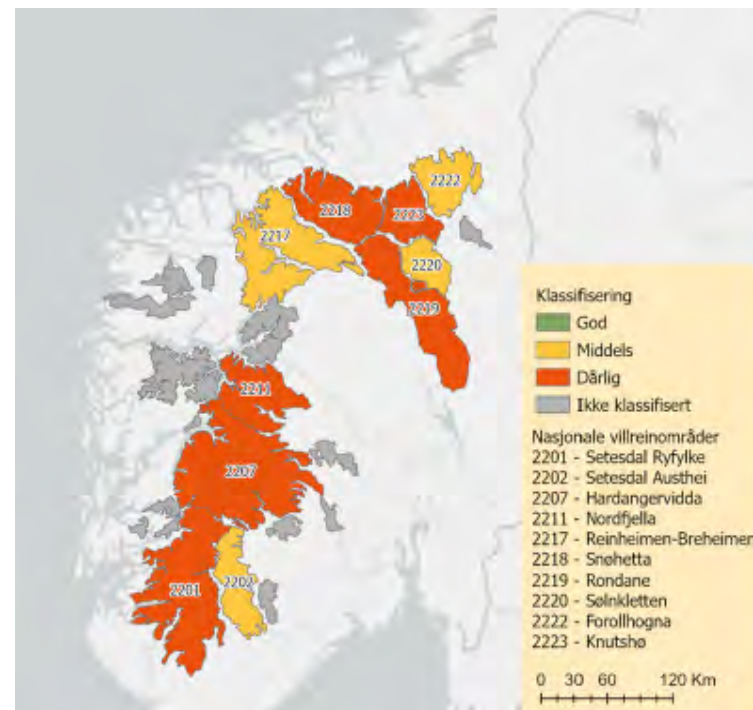 2222
2218
2223
2217
2220
2219
2211
2207
2201
2202
Klassifisering
God
Middels
Dårlig
Ikke klassifisert
Nasjonale villreinområder
2201 - Setesdal Ryfylke
2202 - Setesdal Austhei
2207 - Hardangervidda
2211 - Nordfjella
2217 - Reinheimen-Breheimen
2218 - Snøhetta
2219 - Rondane
2220 - Sølnkletten
2222 - Forollhogna
2223 - Knutshø
0 30 60 120 Km